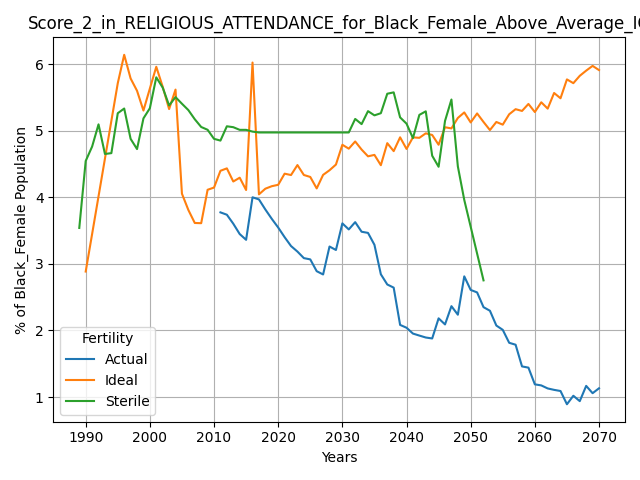 Score_2_in_RELIGIOUS_ATTENDANCE_for_Black_Female_Above_Average_I
% of Black_Female Population
6
5
4
3
2
1
Fertility
Actual
Ideal
Sterile
1990 2000 2010 2020 2030 2040 2050 2060 2070
Years